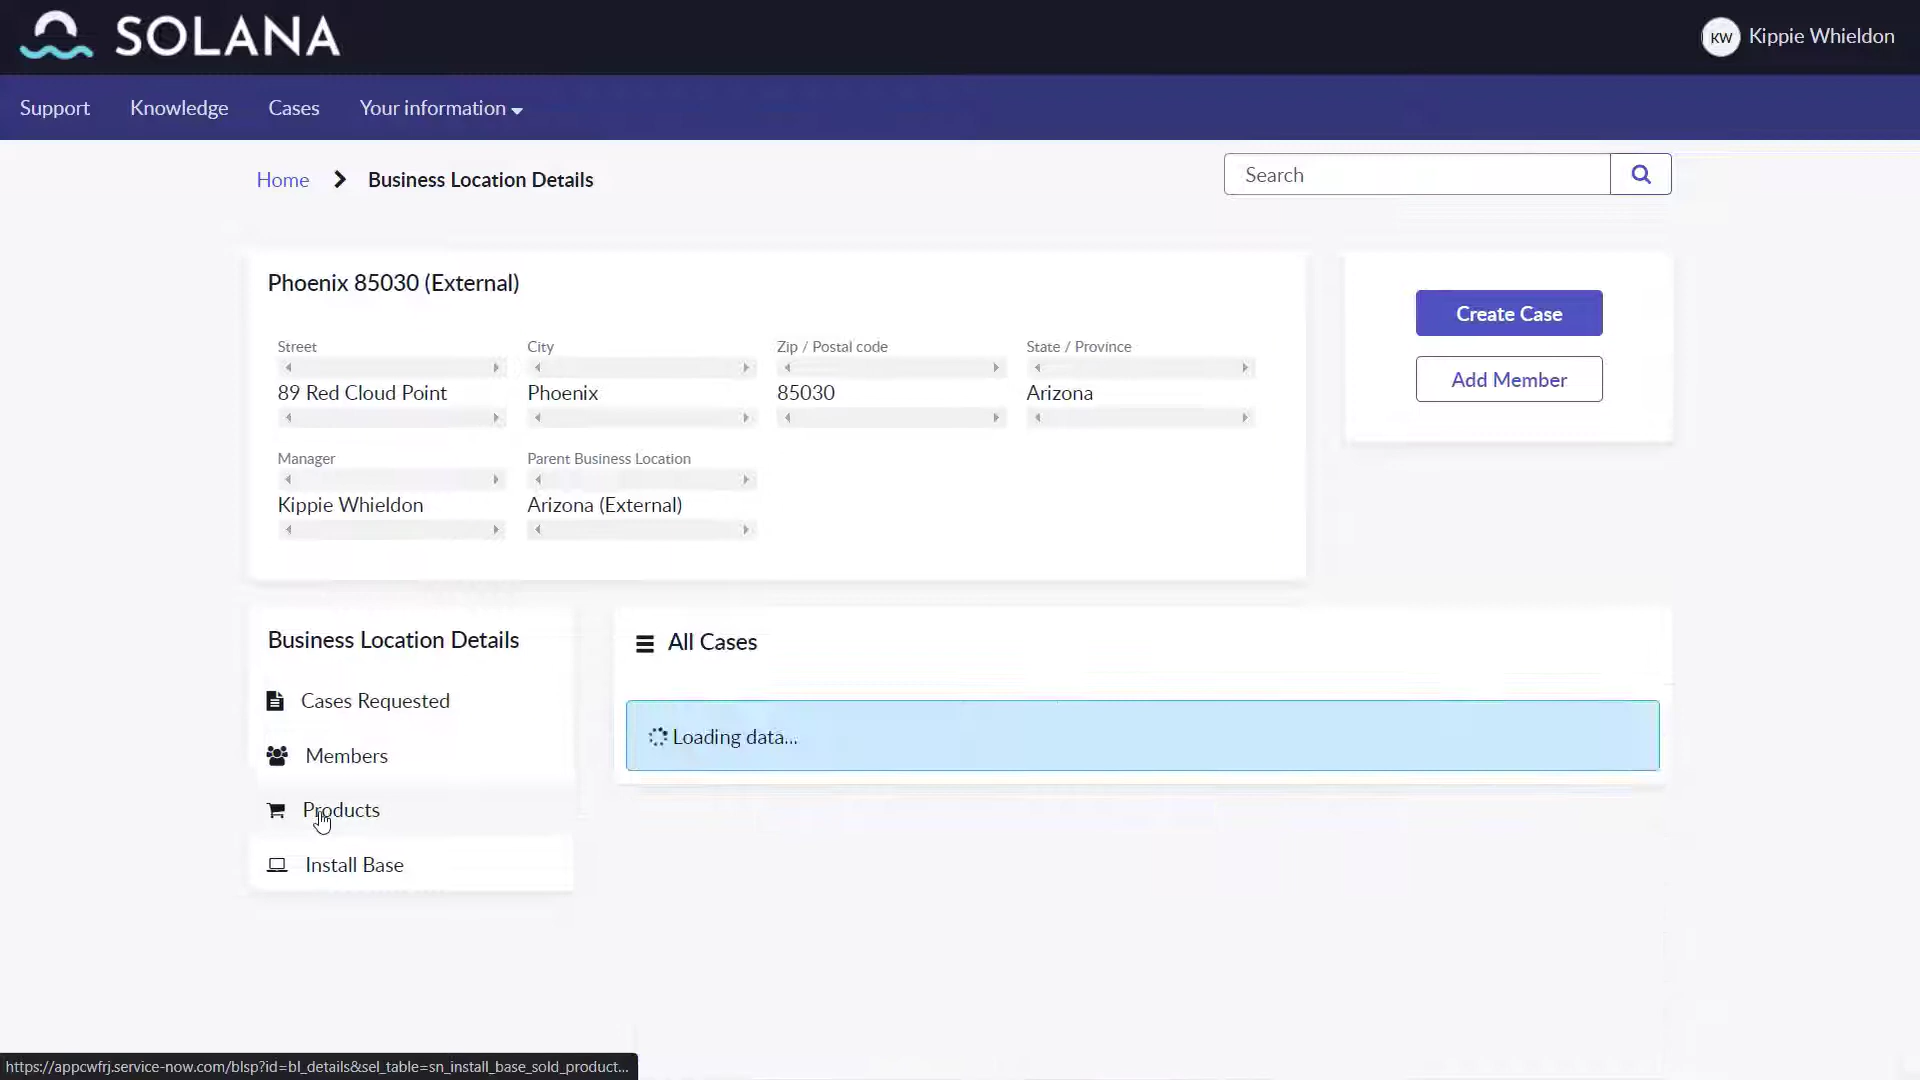 SOLANA
KW Kippie Whieldon
Support Knowledge Cases Your information
Home Business Location Details
Search
Phoenix 85030 (External)
Create Case
Add Member
Street City Zip / Postal code State / Province
89 Red Cloud Point Phoenix 85030 Arizona
Manager Parent Business Location
Kippie Whieldon Arizona (External)
Business Location Details
Cases Requested
Members
Products
Install Base
All Cases
Loading data...
https://appcwfrj.service-now.com/blsp?id=bl_details&sel_table=sn_install_base_sold_product...